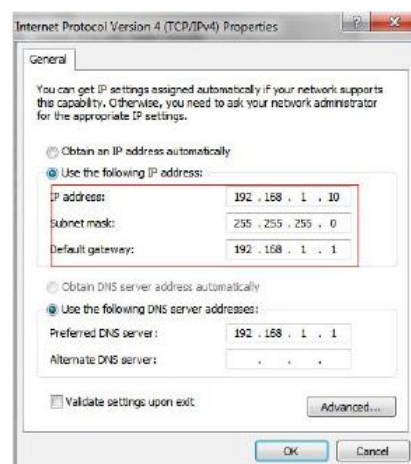 Internet Protocol Version 4 (TCP/IPv4) Properties
General
You can get IP settings assigned automatically if your network supports
this capability. Otherwise, you need to ask your network administrator
for the appropriate IP settings.
Obtain an IP address automatically
Use the following IP address:
IP address: 192 . 168 . 1 . 10
Subnet mask: 255 . 255 . 255 . 0
Default gateway: 192 . 168 . 1 . 1
Obtain DNS server address automatically
Use the following DNS server addresses:
Preferred DNS server: 192 . 168 . 1 . 1
Alternate DNS server: . . .
Validate settings upon exit
Advanced...
OK Cancel